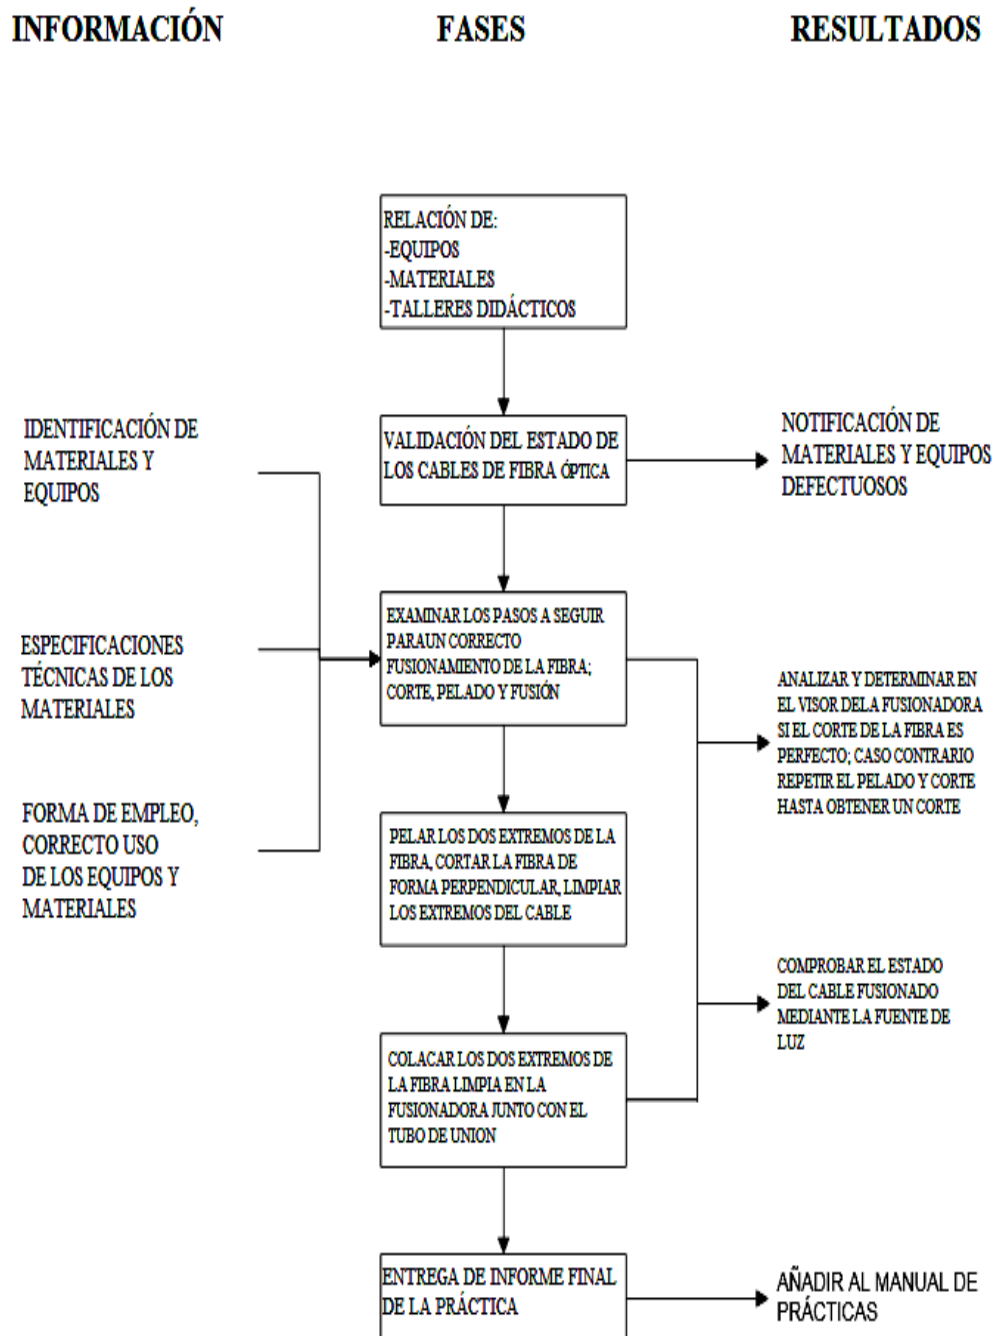 INFORMACIÓN
FASES
RESULTADOS
RELACIÓN DE:
-EQUIPOS
-MATERIALES
-TALLERES DIDÁCTICOS
IDENTIFICACIÓN DE
MATERIALES Y
EQUIPOS
VALIDACIÓN DEL ESTADO DE
LOS CABLES DE FIBRA ÓPTICA
NOTIFICACIÓN DE
MATERIALES Y EQUIPOS
DEFECTUOSOS
ESPECIFICACIONES
TÉCNICAS DE LOS
MATERIALES
EXAMINAR LOS PASOS A SEGUIR
PARAUN CORRECTO
FUSIONAMIENTO DE LA FIBRA;
CORTE, PELADO Y FUSIÓN
ANALIZAR Y DETERMINAR EN
EL VISOR DELA FUSIONADORA
SI EL CORTE DE LA FIBRA ES
PERFECTO; CASO CONTRARIO
REPETIR EL PELADO Y CORTE
HASTA OBTENER UN CORTE
FORMA DE EMPLEO,
CORRECTO USO
DE LOS EQUIPOS Y
MATERIALES
PELAR LOS DOS EXTREMOS DE LA
FIBRA, CORTAR LA FIBRA DE
FORMA PERPENDICULAR, LIMPIAR
LOS EXTREMOS DEL CABLE
COMPROBAR EL ESTADO
DEL CABLE FUSIONADO
MEDIANTE LA FUENTE DE
LUZ
COLACAR LOS DOS EXTREMOS DE
LA FIBRA LIMPIA EN LA
FUSIONADORA JUNTO CON EL
TUBO DE UNION
ENTREGA DE INFORME FINAL
DE LA PRÁCTICA
AÑADIR AL MANUAL DE
PRÁCTICAS